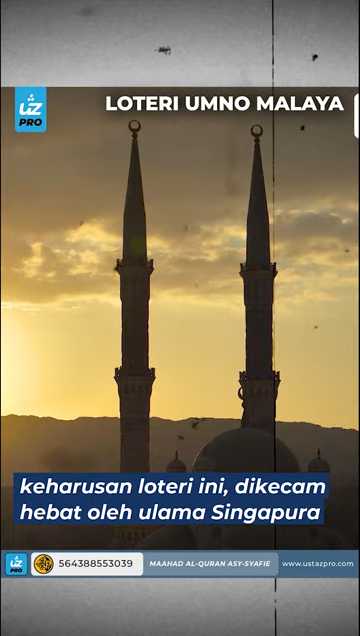 UZ
PRO
LOTERI UMNO MALAYA
keharusan loteri ini, dikecam
hebat oleh ulama Singapura
UZ
PRO
564388553039
MAAHAD AL-QURAN ASY-SYAFIE
www.ustazpro.com